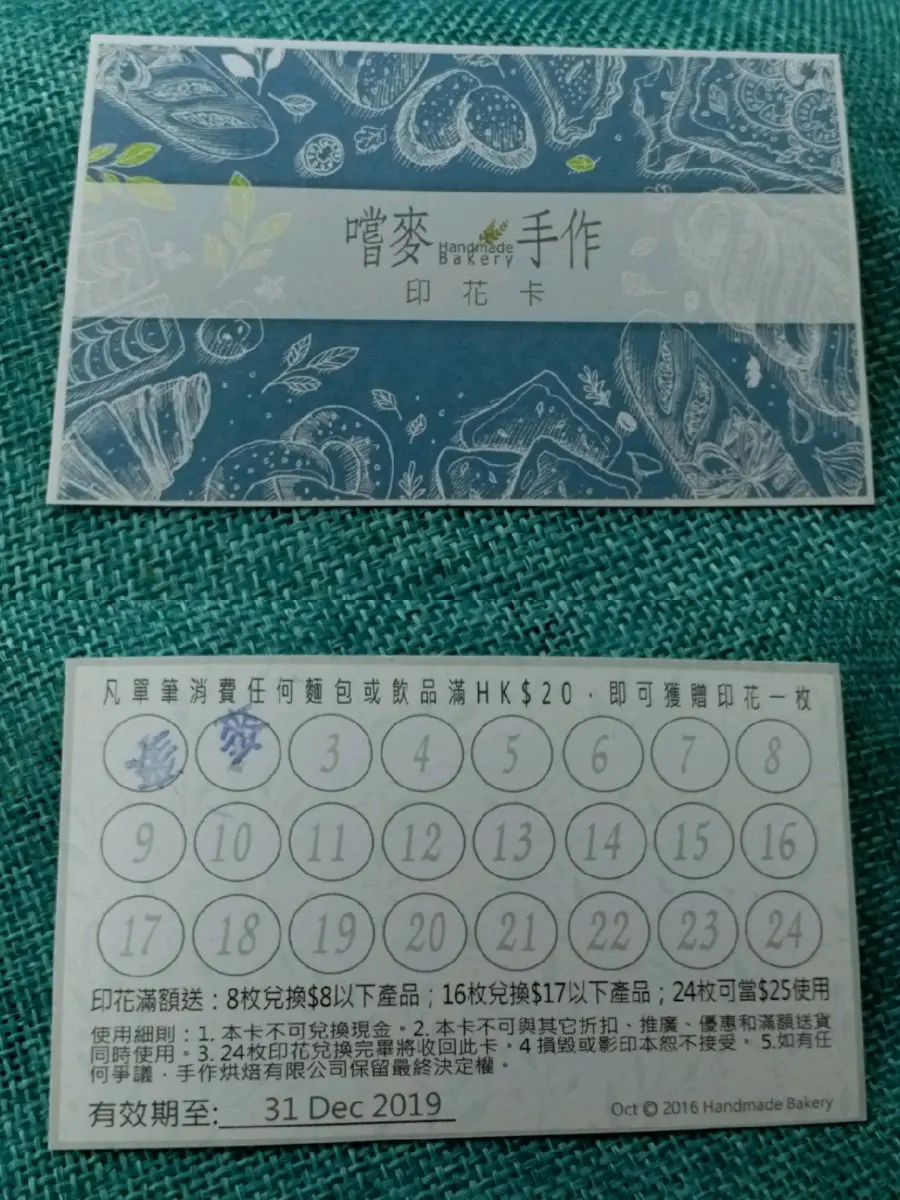 嚐麥 Handmade Bakery 手作
印花卡
凡單筆消費任何麵包或飲品滿HK$20，即可獲贈印花一枚
麥
3 4 5 6 7 8
9 10 11 12 13 14 15 16
17 18 19 20 21 22 23 24
印花滿額送：8枚兌換$8以下產品；16枚兌換$17以下產品；24枚可當$25使用
使用細則：1. 本卡不可兌換現金。2. 本卡不可與其它折扣、推廣、優惠和滿額送貨
同時使用。3. 24枚印花兌換完畢將收回此卡。4 損毀或影印本恕不接受。 5.如有任
何爭議，手作烘焙有限公司保留最終決定權。
有效期至: 31 Dec 2019
Oct © 2016 Handmade Bakery